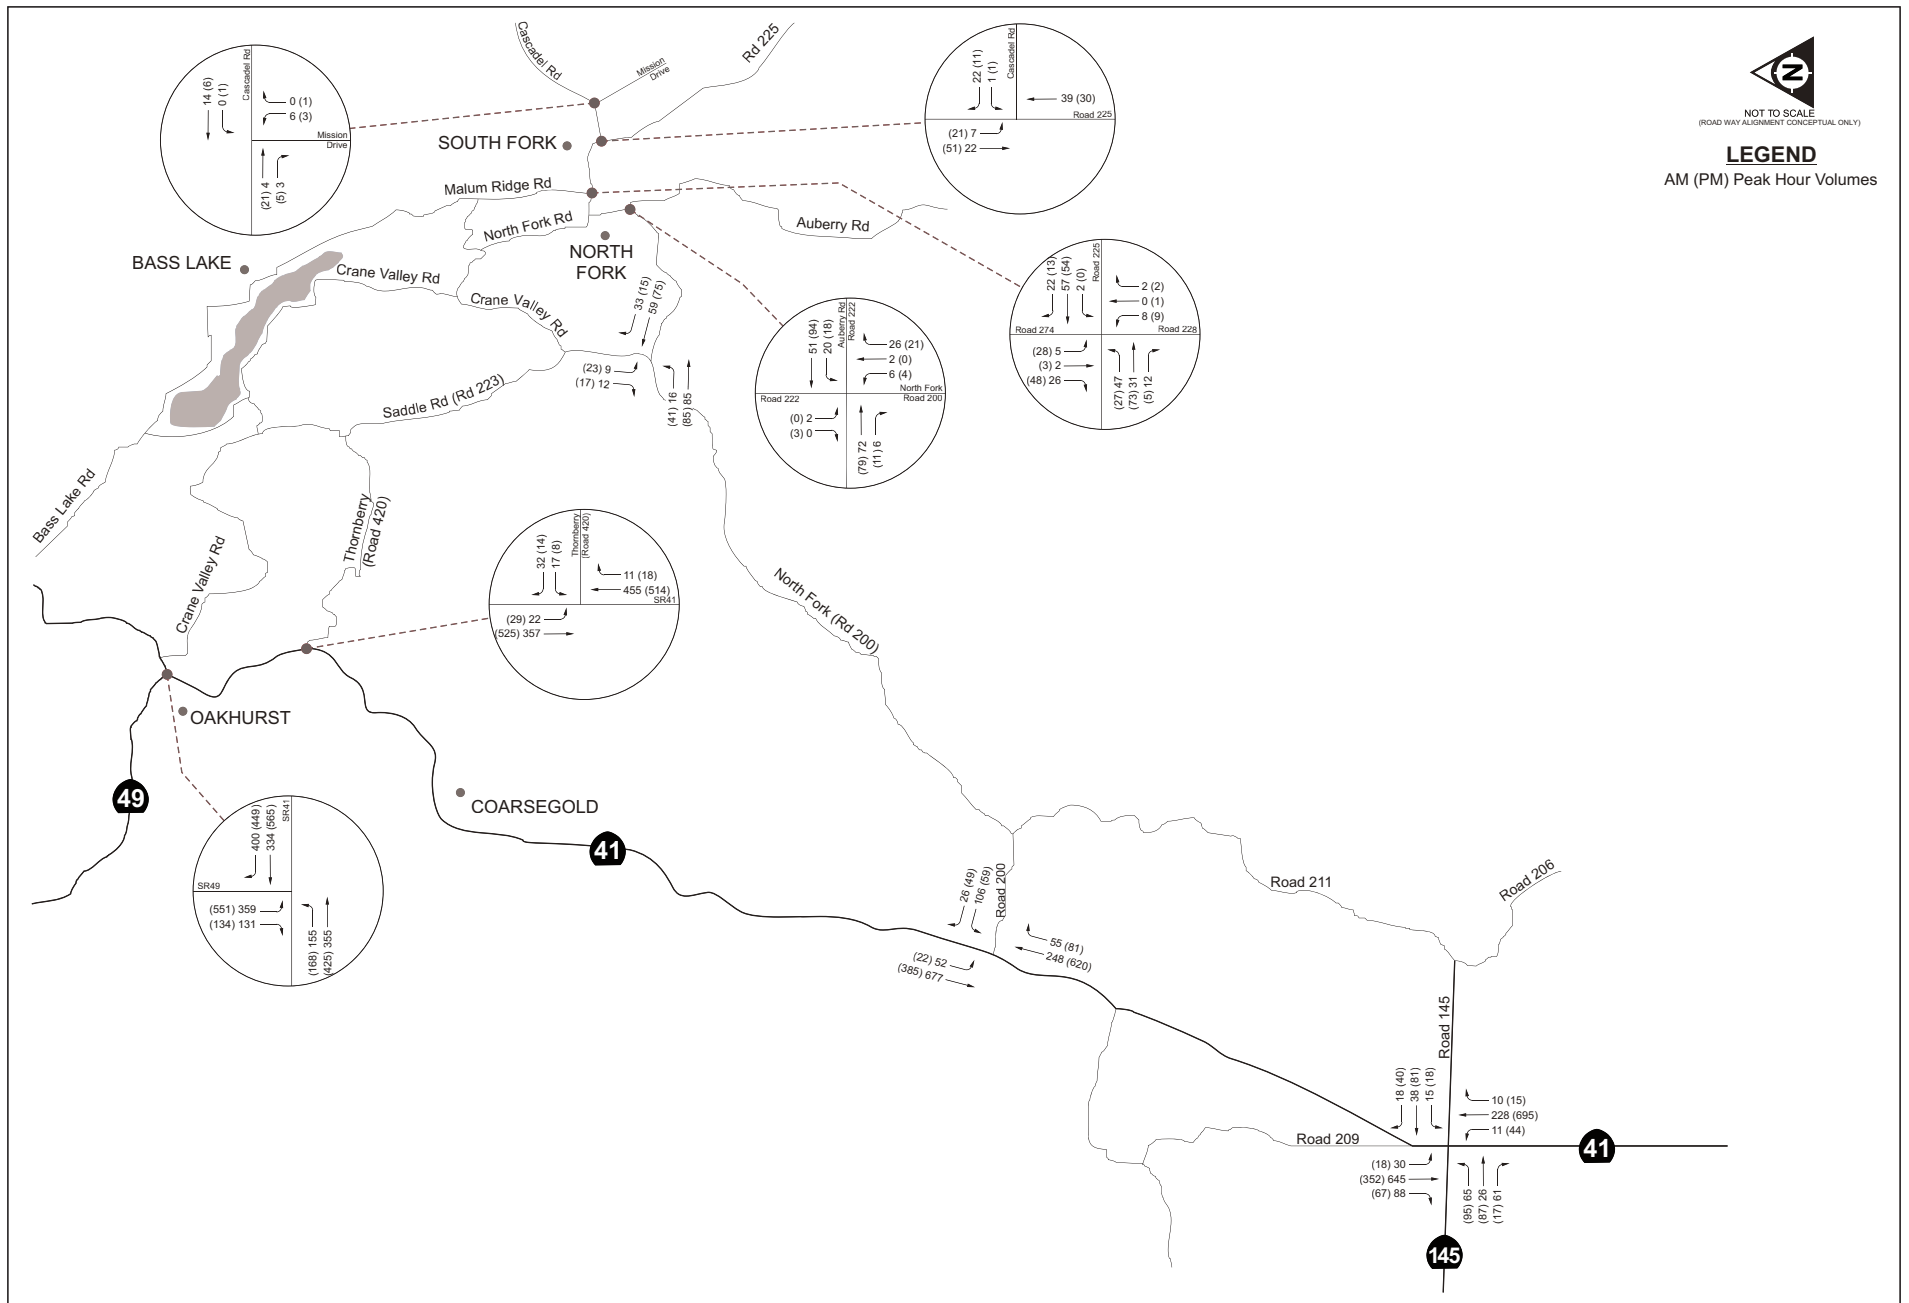 Cascadel Rd
Mission
Drive
Rd 225
N
NOT TO SCALE
(ROAD WAY ALIGNMENT CONCEPTUAL ONLY)
LEGEND
AM (PM) Peak Hour Volumes
14 (6)
0 (1)
Cascadel Rd
0 (1)
6 (3)
Mission
Drive
(21) 4
(5) 3
22 (11)
1 (1)
Cascadel Rd
39 (30)
Road 225
(21) 7
(51) 22
SOUTH FORK
Malum Ridge Rd
North Fork Rd
NORTH
FORK
Auberry Rd
BASS LAKE
Crane Valley Rd
Crane Valley Rd
33 (15)
59 (75)
(23) 9
(17) 12
(41) 16
(85) 85
Saddle Rd (Rd 223)
51 (94)
20 (18)
Auberry Rd
Road 222
26 (21)
2 (0)
6 (4)
North Fork
Road 200
Road 222
(0) 2
(3) 0
(79) 72
(11) 6
22 (13)
57 (54)
2 (0)
Road 225
2 (2)
0 (1)
8 (9)
Road 274
Road 228
(28) 5
(3) 2
(48) 26
(27) 47
(73) 31
(5) 12
Bass Lake Rd
Thornberry
(Road 420)
Crane Valley Rd
32 (14)
17 (8)
Thornberry
(Road 420)
11 (18)
455 (514)
SR41
(29) 22
(525) 357
North Fork (Rd 200)
OAKHURST
49
COARSEGOLD
41
400 (449)
334 (565)
SR41
SR49
(551) 359
(134) 131
(168) 155
(425) 355
26 (49)
106 (59)
Road 200
55 (81)
248 (620)
(22) 52
(385) 677
Road 211
Road 206
Road 145
18 (40)
38 (81)
15 (18)
10 (15)
228 (695)
11 (44)
Road 209
41
(18) 30
(352) 645
(67) 88
(95) 65
(87) 26
(17) 61
145